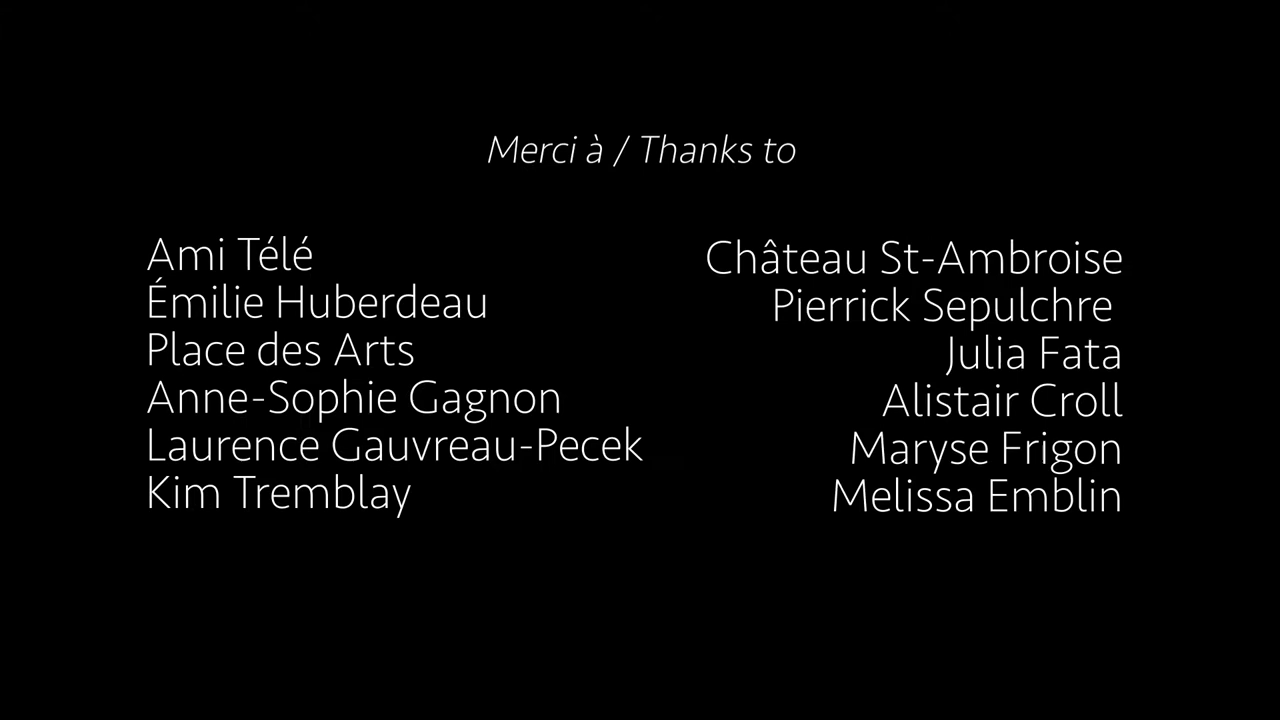 Merci à / Thanks to
Ami Télé
Émilie Huberdeau
Place des Arts
Anne-Sophie Gagnon
Laurence Gauvreau-Pecek
Kim Tremblay
Château St-Ambroise
Pierrick Sepulchre
Julia Fata
Alistair Croll
Maryse Frigon
Melissa Emblin